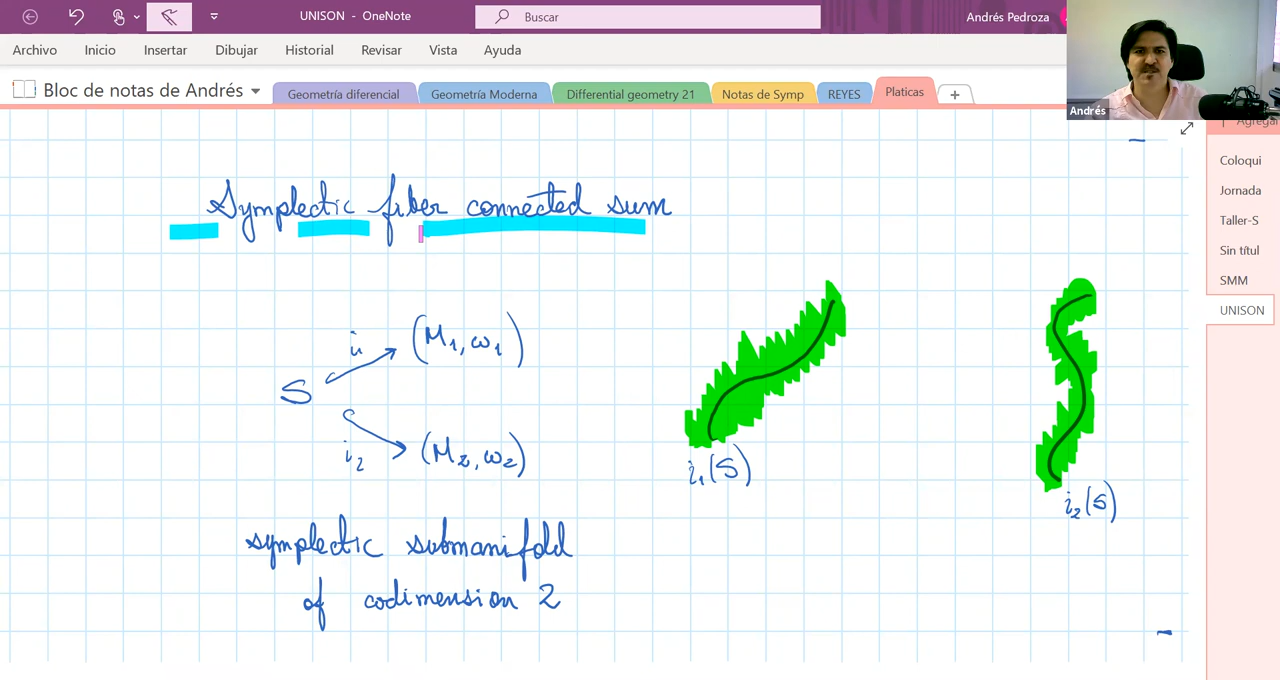 UNISON - OneNote
Buscar
Andrés Pedroza
Archivo Inicio Insertar Dibujar Historial Revisar Vista Ayuda
Bloc de notas de Andrés
Geometría diferencial Geometría Moderna Differential geometry 21 Notas de Symp REYES Platicas
Andrés
Agregar
Coloqui
Jornada
Taller-S
Sin títul
SMM
UNISON
Symplectic fiber connected sum
i₁ (M₁, ω₁)
S
i₂ (M₂, ω₂)
i₁(S)
i₂(S)
symplectic submanifold
of codimension 2